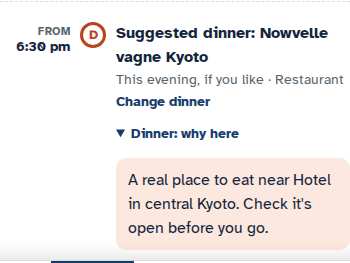 FROM
6:30 pm
D
Suggested dinner: Nowvelle
vagne Kyoto
This evening, if you like · Restaurant
Change dinner
▼ Dinner: why here
A real place to eat near Hotel
in central Kyoto. Check it's
open before you go.